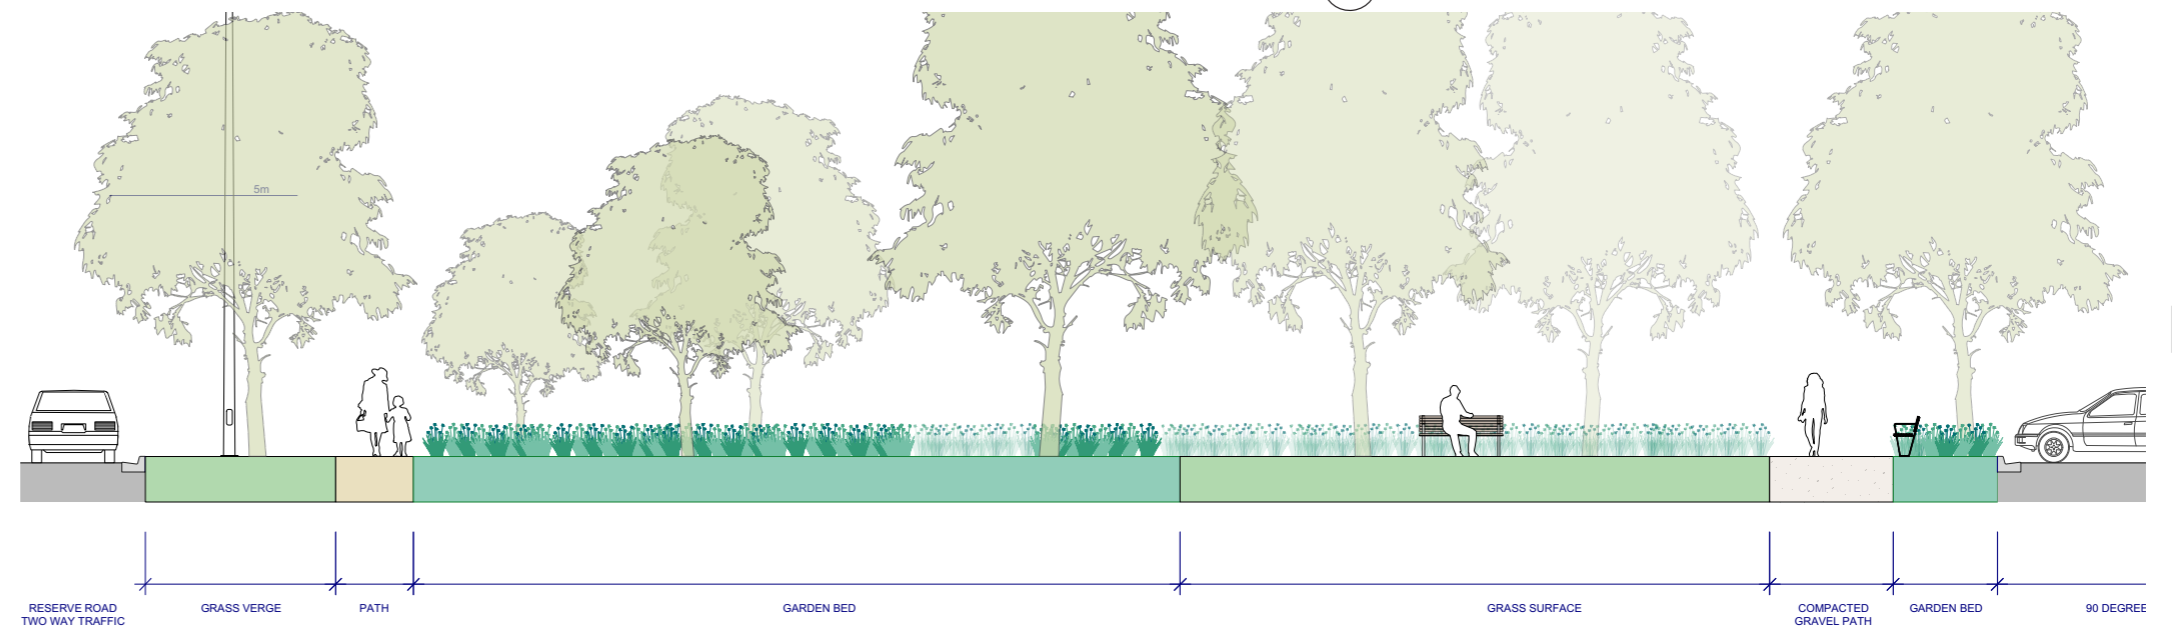 5m
RESERVE ROAD
TWO WAY TRAFFIC
GRASS VERGE
PATH
GARDEN BED
GRASS SURFACE
COMPACTED
GRAVEL PATH
GARDEN BED
90 DEGREE